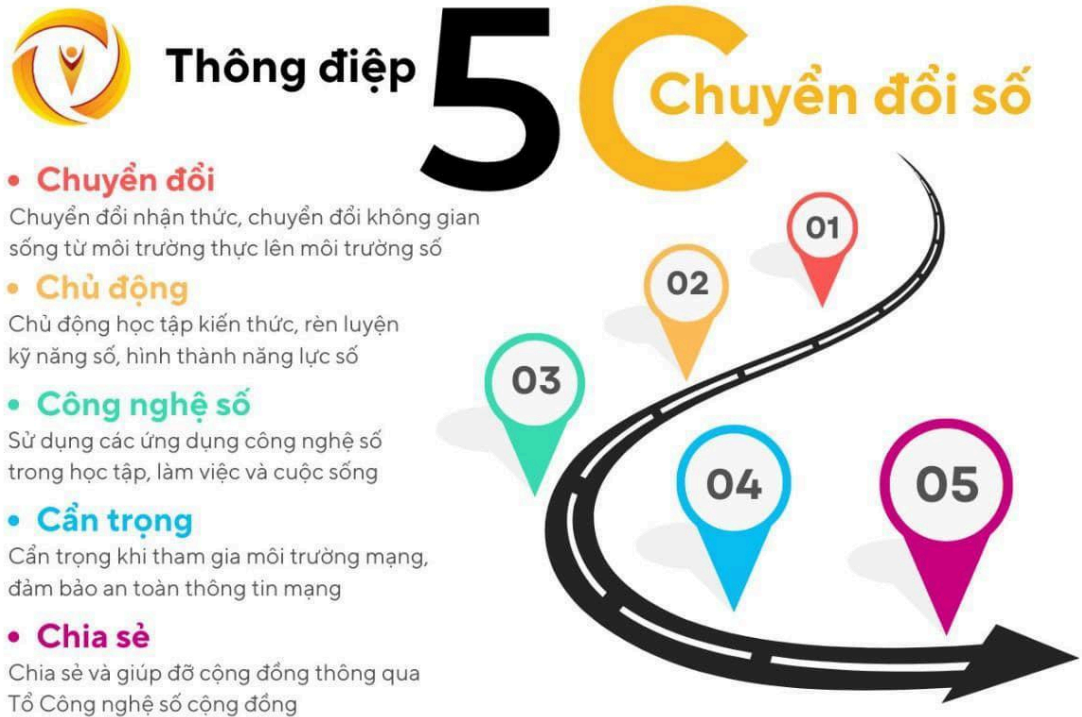 Thông điệp 5C Chuyển đổi số
• Chuyển đổi
Chuyển đổi nhận thức, chuyển đổi không gian
sống từ môi trường thực lên môi trường số
• Chủ động
Chủ động học tập kiến thức, rèn luyện
kỹ năng số, hình thành năng lực số
• Công nghệ số
Sử dụng các ứng dụng công nghệ số
trong học tập, làm việc và cuộc sống
• Cẩn trọng
Cẩn trọng khi tham gia môi trường mạng,
đảm bảo an toàn thông tin mạng
• Chia sẻ
Chia sẻ và giúp đỡ cộng đồng thông qua
Tổ Công nghệ số cộng đồng
01
02
03
04
05